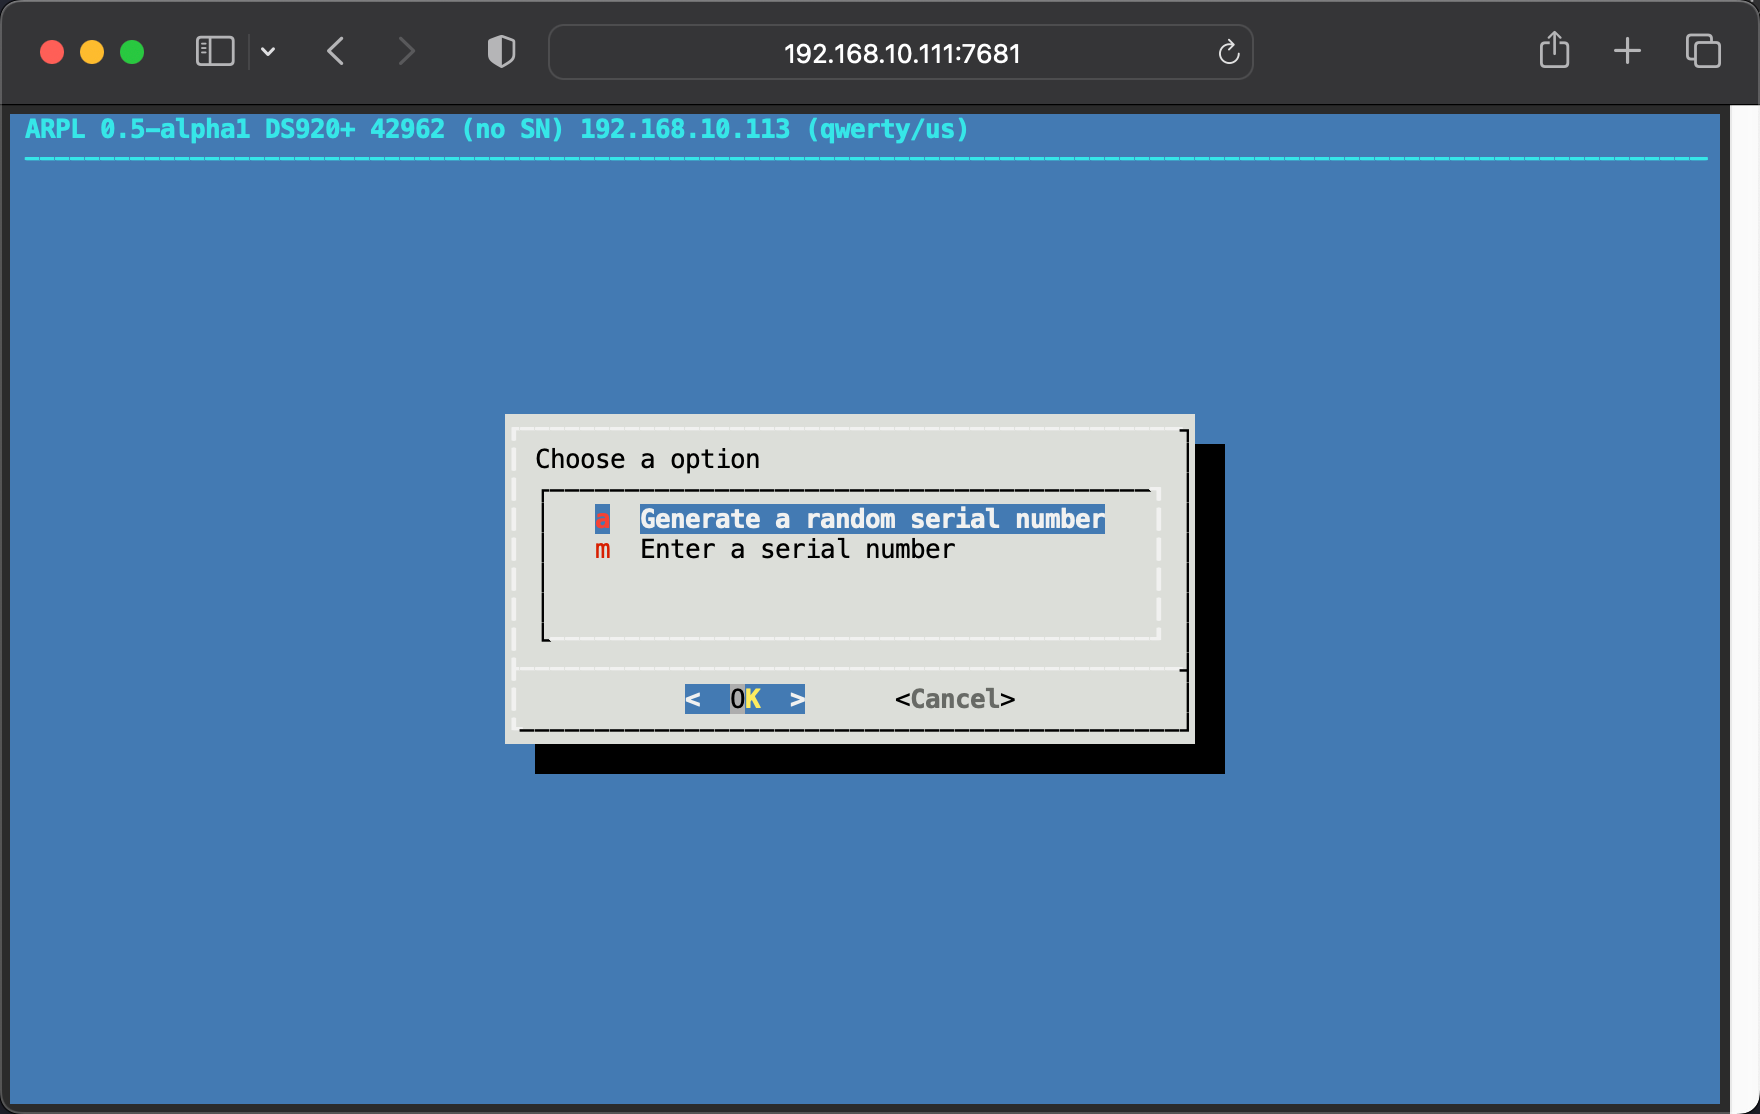 192.168.10.111:7681
ARPL 0.5-alpha1 DS920+ 42962 (no SN) 192.168.10.113 (qwerty/us)
Choose a option
a Generate a random serial number
m Enter a serial number
< OK > <Cancel>